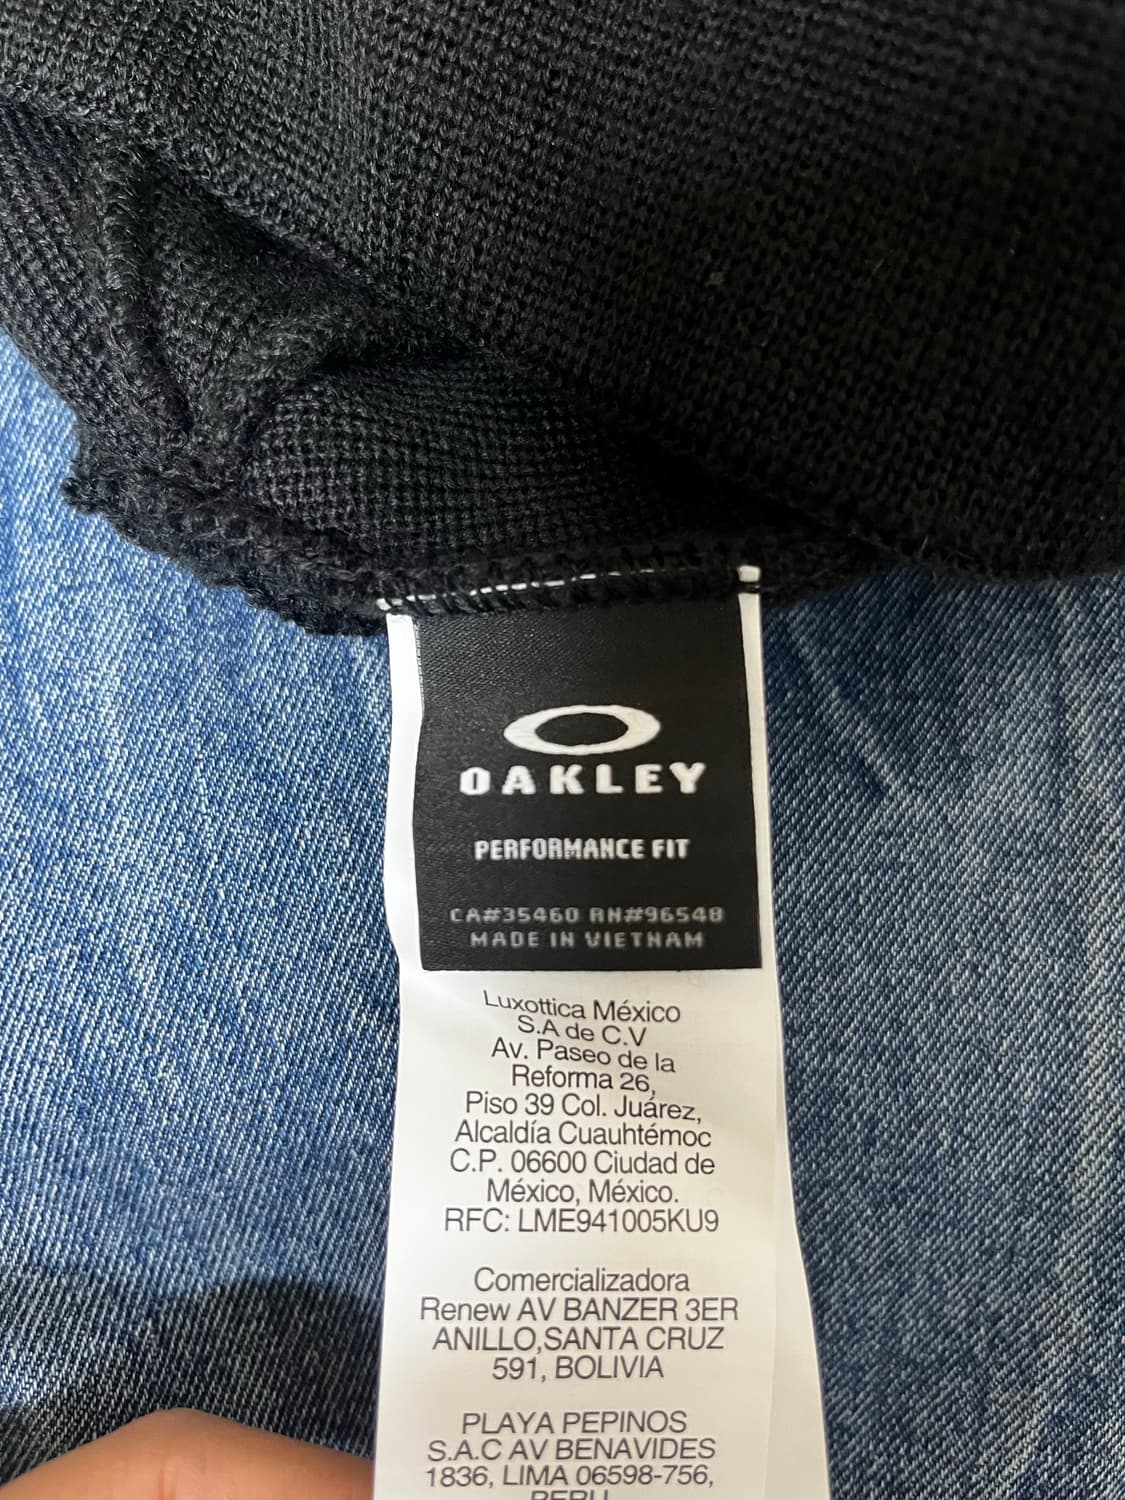 OAKLEY
PERFORMANCE FIT
CA#35460 RN#96548
MADE IN VIETNAM
Luxottica México
S.A de C.V
Av. Paseo de la
Reforma 26,
Piso 39 Col. Juárez,
Alcaldía Cuauhtémoc
C.P. 06600 Ciudad de
México, México.
RFC: LME941005KU9
Comercializadora
Renew AV BANZER 3ER
ANILLO,SANTA CRUZ
591, BOLIVIA
PLAYA PEPINOS
S.A.C AV BENAVIDES
1836, LIMA 06598-756,
PERU